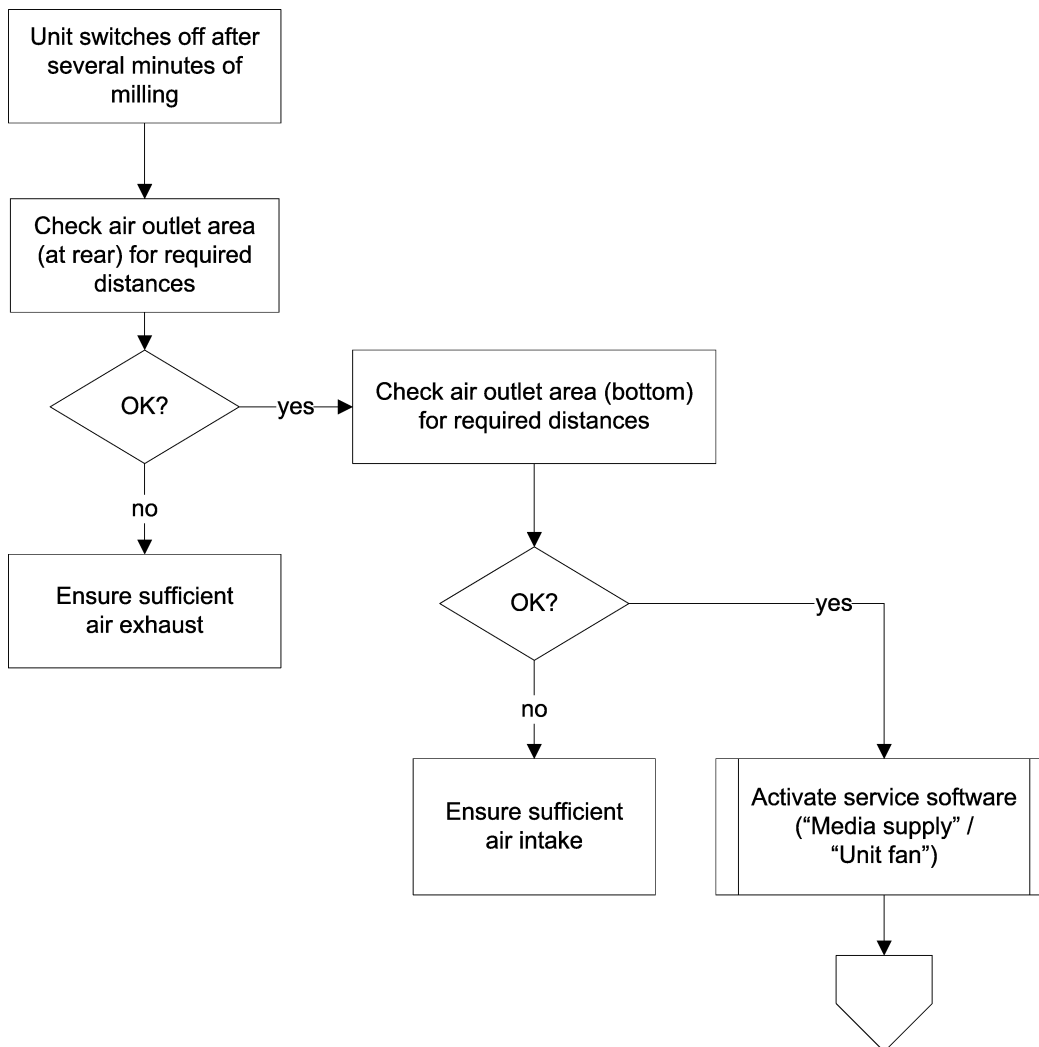 Unit switches off after
several minutes of
milling
Check air outlet area
(at rear) for required
distances
OK?
yes
Check air outlet area (bottom)
for required distances
no
Ensure sufficient
air exhaust
OK?
yes
no
Ensure sufficient
air intake
Activate service software
(“Media supply” /
“Unit fan”)